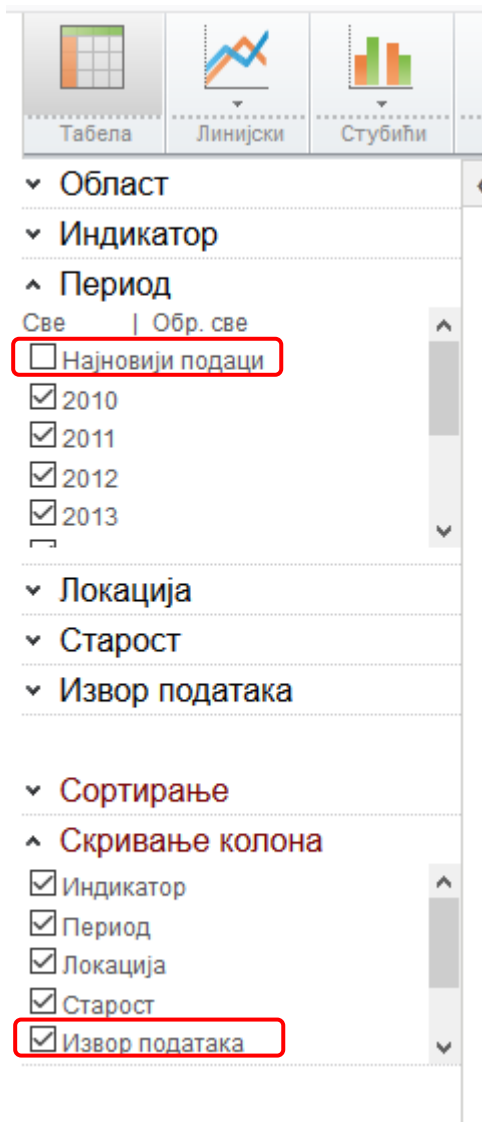 Табела Линијски Стубићи
Област
Индикатор
Период
Све | Обр. све
Најновији подаци
2010
2011
2012
2013
Локација
Старост
Извор података
Сортирање
Скривање колона
Индикатор
Период
Локација
Старост
Извор података